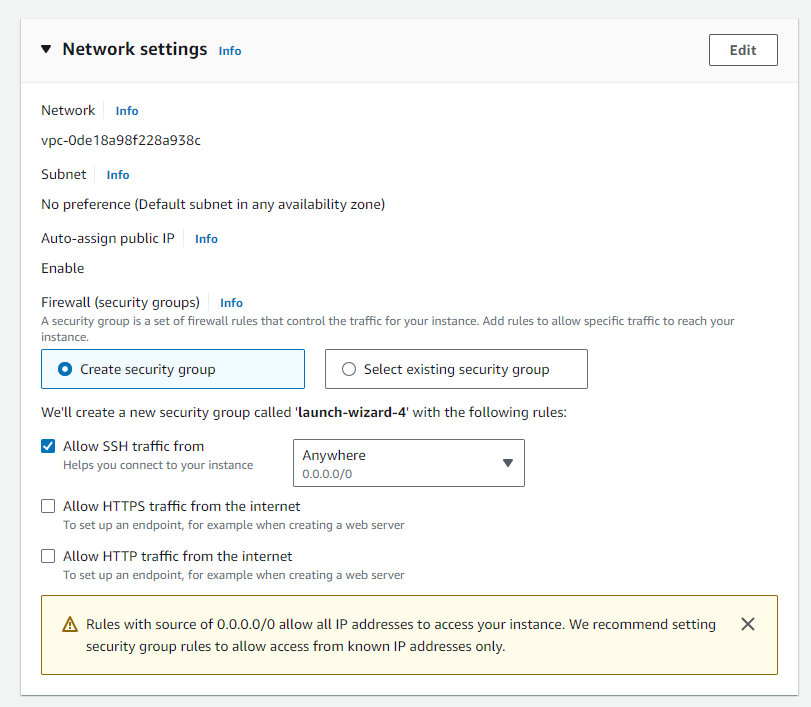 Network settings Info
Edit
Network Info
vpc-0de18a98f228a938c
Subnet Info
No preference (Default subnet in any availability zone)
Auto-assign public IP Info
Enable
Firewall (security groups) Info
A security group is a set of firewall rules that control the traffic for your instance. Add rules to allow specific traffic to reach your
instance.
Create security group
Select existing security group
We'll create a new security group called 'launch-wizard-4' with the following rules:
Allow SSH traffic from
Helps you connect to your instance
Anywhere
0.0.0.0/0
Allow HTTPS traffic from the internet
To set up an endpoint, for example when creating a web server
Allow HTTP traffic from the internet
To set up an endpoint, for example when creating a web server
Rules with source of 0.0.0.0/0 allow all IP addresses to access your instance. We recommend setting
security group rules to allow access from known IP addresses only.